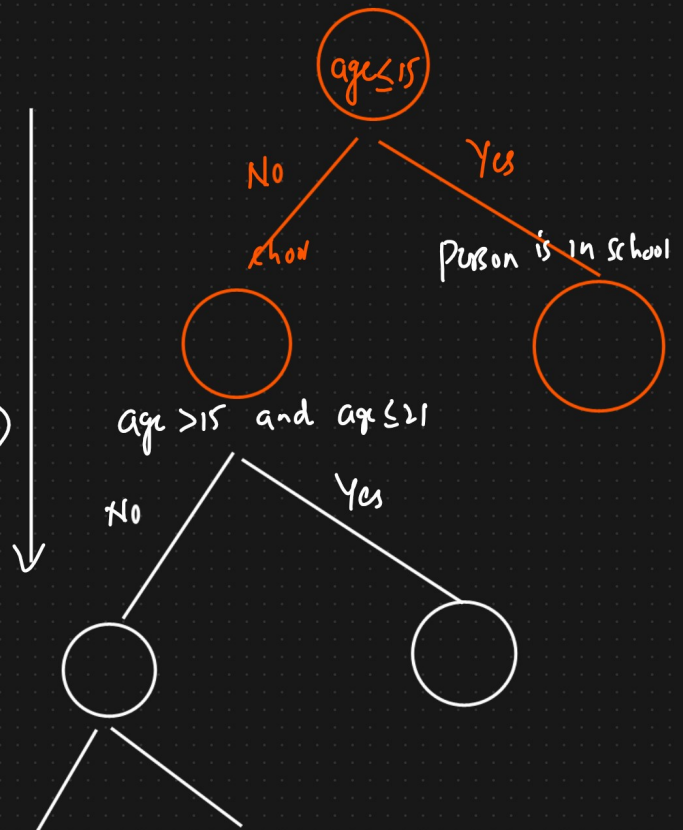 age≤15
No
Yes
Person is in school
age >15 and age ≤21
No
Yes